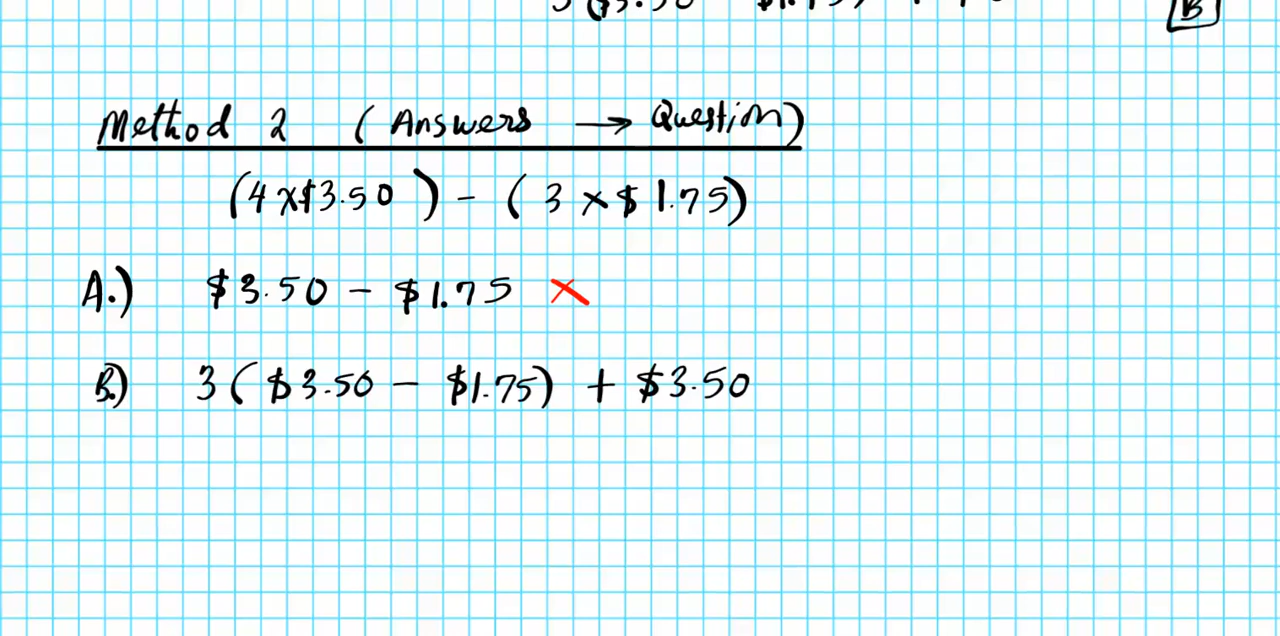 B
Method 2 (Answers → Question)
(4 x $3.50) - (3 x $1.75)
A.) $3.50 - $1.75 ×
B.) 3($3.50 - $1.75) + $3.50